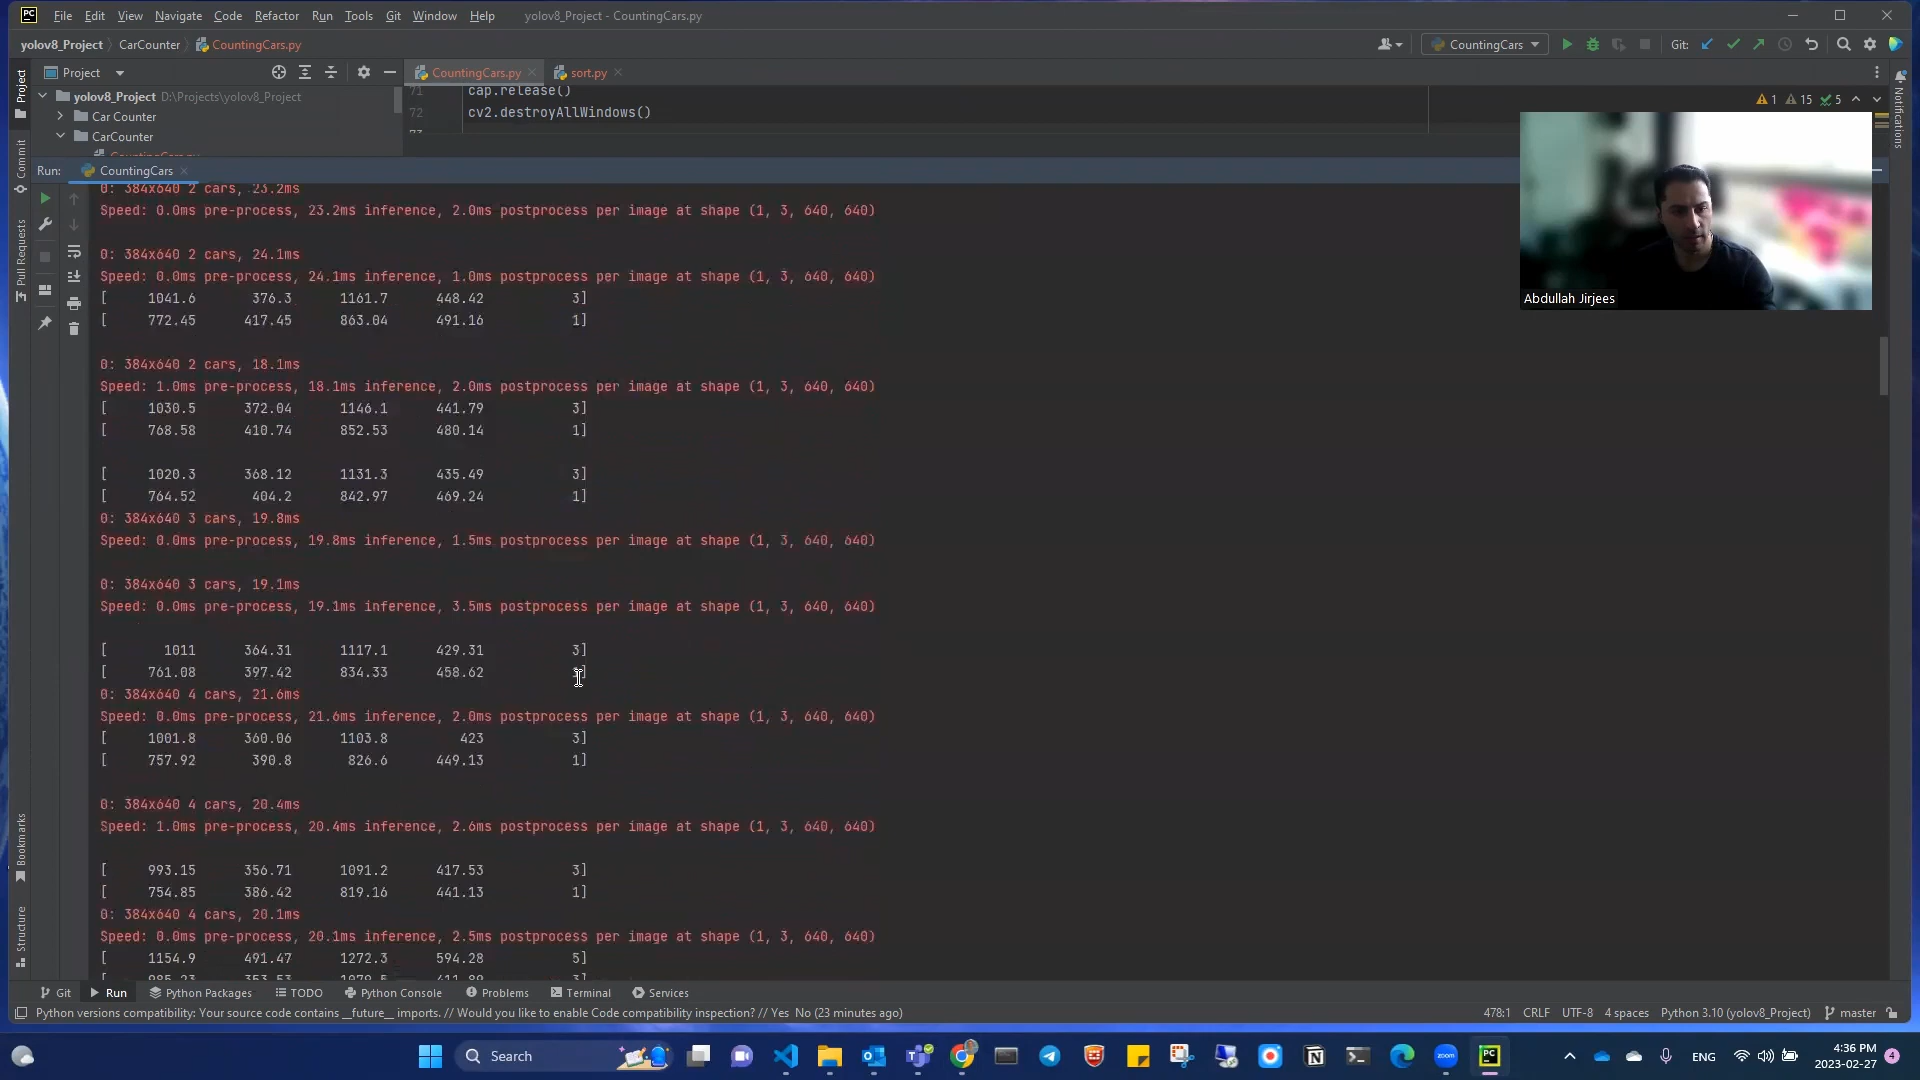 PC File Edit View Navigate Code Refactor Run Tools Git Window Help yolov8_Project - CountingCars.py
yolov8_Project CarCounter CountingCars.py CountingCars Git:
Project CountingCars.py sort.py
yolov8_Project D:\Projects\yolov8_Project
Car Counter
CarCounter
71 cap.release()
72 cv2.destroyAllWindows()
1 15 5
Project
Commit
Pull Requests
Bookmarks
Structure
Notifications
Abdullah Jirjees
Run: CountingCars
0: 384x640 2 cars, 23.2ms
Speed: 0.0ms pre-process, 23.2ms inference, 2.0ms postprocess per image at shape (1, 3, 640, 640)
0: 384x640 2 cars, 24.1ms
Speed: 0.0ms pre-process, 24.1ms inference, 1.0ms postprocess per image at shape (1, 3, 640, 640)
[ 1041.6 376.3 1161.7 448.42 3]
[ 772.45 417.45 863.04 491.16 1]
0: 384x640 2 cars, 18.1ms
Speed: 1.0ms pre-process, 18.1ms inference, 2.0ms postprocess per image at shape (1, 3, 640, 640)
[ 1030.5 372.04 1146.1 441.79 3]
[ 768.58 410.74 852.53 480.14 1]
[ 1020.3 368.12 1131.3 435.49 3]
[ 764.52 404.2 842.97 469.24 1]
0: 384x640 3 cars, 19.8ms
Speed: 0.0ms pre-process, 19.8ms inference, 1.5ms postprocess per image at shape (1, 3, 640, 640)
0: 384x640 3 cars, 19.1ms
Speed: 0.0ms pre-process, 19.1ms inference, 3.5ms postprocess per image at shape (1, 3, 640, 640)
[ 1011 364.31 1117.1 429.31 3]
[ 761.08 397.42 834.33 458.62 ]
0: 384x640 4 cars, 21.6ms
Speed: 0.0ms pre-process, 21.6ms inference, 2.0ms postprocess per image at shape (1, 3, 640, 640)
[ 1001.8 360.06 1103.8 423 3]
[ 757.92 390.8 826.6 449.13 1]
0: 384x640 4 cars, 20.4ms
Speed: 1.0ms pre-process, 20.4ms inference, 2.6ms postprocess per image at shape (1, 3, 640, 640)
[ 993.15 356.71 1091.2 417.53 3]
[ 754.85 386.42 819.16 441.13 1]
0: 384x640 4 cars, 20.1ms
Speed: 0.0ms pre-process, 20.1ms inference, 2.5ms postprocess per image at shape (1, 3, 640, 640)
[ 1154.9 491.47 1272.3 594.28 5]
Git Run Python Packages TODO Python Console Problems Terminal Services
Python versions compatibility: Your source code contains __future__ imports. // Would you like to enable Code compatibility inspection? // Yes No (23 minutes ago) 478:1 CRLF UTF-8 4 spaces Python 3.10 (yolov8_Project) master
Search zoom PC ENG 4:36 PM 4
2023-02-27